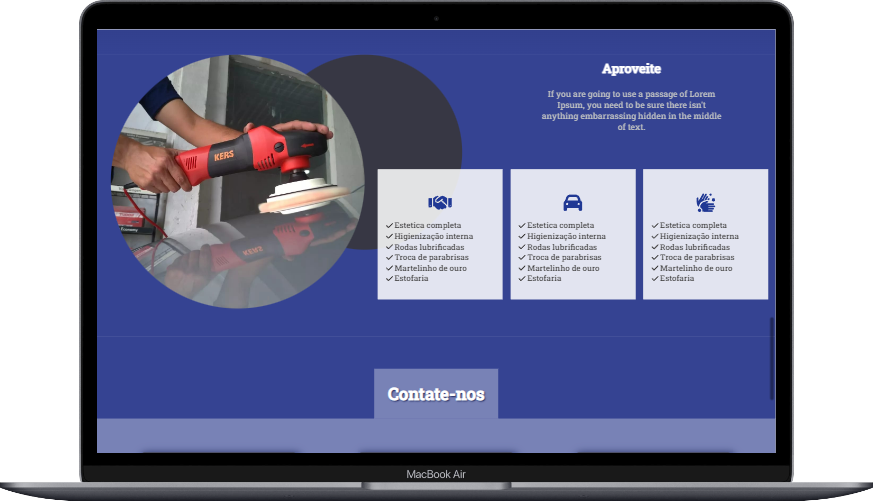 Aproveite
If you are going to use a passage of Lorem
Ipsum, you need to be sure there isn't
anything embarrassing hidden in the middle
of text.
KERS
Estetica completa
Higienização interna
Rodas lubrificadas
Troca de parabrisas
Martelinho de ouro
Estofaria
Estetica completa
Higienização interna
Rodas lubrificadas
Troca de parabrisas
Martelinho de ouro
Estofaria
Estetica completa
Higienização interna
Rodas lubrificadas
Troca de parabrisas
Martelinho de ouro
Estofaria
Economy
Contate-nos
MacBook Air